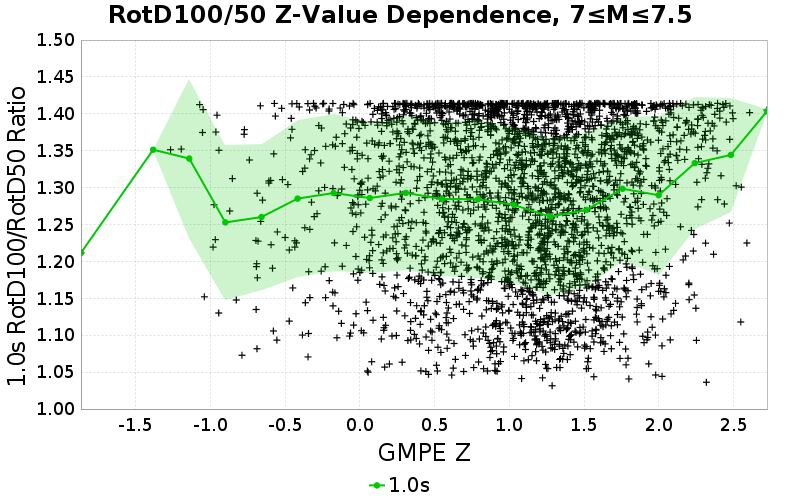 RotD100/50 Z-Value Dependence, 7≤M≤7.5
1.0s RotD100/RotD50 Ratio
1.50
1.45
1.40
1.35
1.30
1.25
1.20
1.15
1.10
1.05
1.00
-1.5 -1.0 -0.5 0.0 0.5 1.0 1.5 2.0 2.5
GMPE Z
1.0s